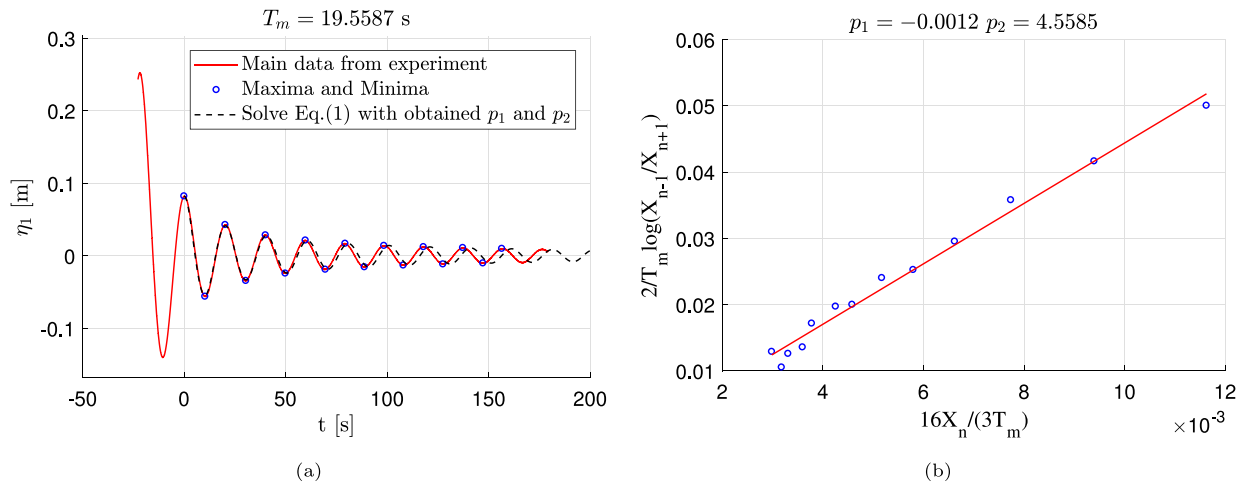 T_m = 19.5587 s
0.3
0.2
0.1
0
-0.1
η_1 [m]
Main data from experiment
Maxima and Minima
Solve Eq.(1) with obtained p_1 and p_2
-50
0
50
100
150
200
t [s]
(a)
p_1 = −0.0012 p_2 = 4.5585
0.06
0.05
0.04
0.03
0.02
0.01
2/T_m log(X_{n-1}/X_{n+1})
2
4
6
8
10
12
×10^{-3}
16X_n/(3T_m)
(b)